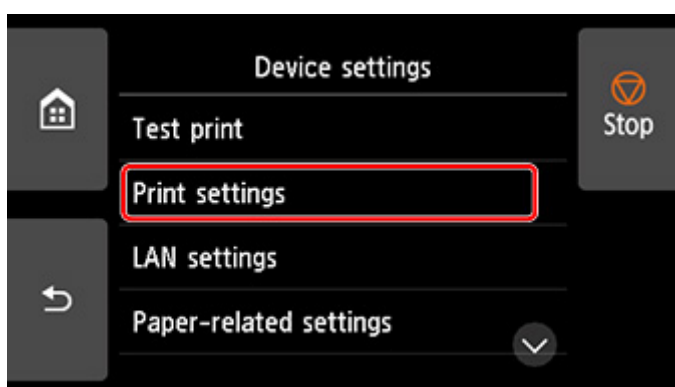 Device settings
Test print
Print settings
LAN settings
Paper-related settings
Stop